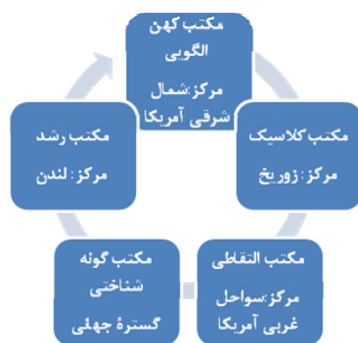 مکتب کهن
الگویی
مرکز:شمال
شرقی آمریکا
مکتب کلاسیک
مرکز: زوریخ
مکتب التقاطی
مرکز:سواحل
غربی آمریکا
مکتب گونه
شناختی
گسترۀ جهانی
مکتب رشد
مرکز: لندن